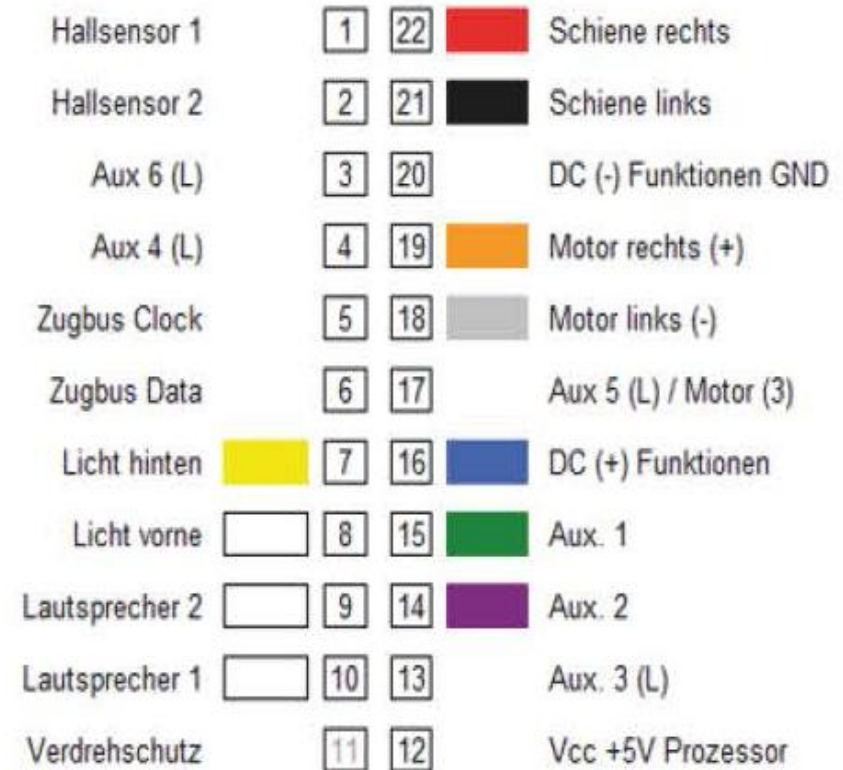 Hallsensor 1 1 22 Schiene rechts
Hallsensor 2 2 21 Schiene links
Aux 6 (L) 3 20 DC (-) Funktionen GND
Aux 4 (L) 4 19 Motor rechts (+)
Zugbus Clock 5 18 Motor links (-)
Zugbus Data 6 17 Aux 5 (L) / Motor (3)
Licht hinten 7 16 DC (+) Funktionen
Licht vorne 8 15 Aux. 1
Lautsprecher 2 9 14 Aux. 2
Lautsprecher 1 10 13 Aux. 3 (L)
Verdrehschutz 11 12 Vcc +5V Prozessor